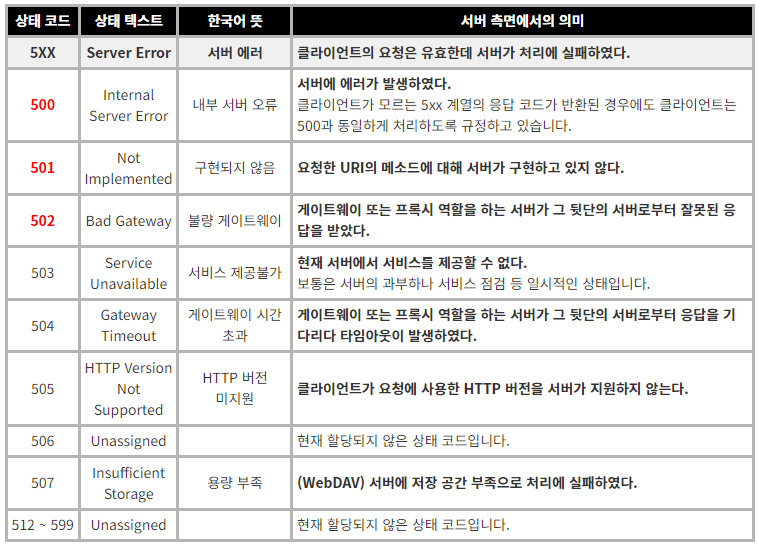 상태 코드 상태 텍스트 한국어 뜻 서버 측면에서의 의미
5XX Server Error 서버 에러 클라이언트의 요청은 유효한데 서버가 처리에 실패하였다.
500
Internal
Server Error
내부 서버 오류
서버에 에러가 발생하였다.
클라이언트가 모르는 5xx 계열의 응답 코드가 반환된 경우에도 클라이언트는
500과 동일하게 처리하도록 규정하고 있습니다.
501
Not
Implemented
구현되지 않음
요청한 URI의 메소드에 대해 서버가 구현하고 있지 않다.
502
Bad Gateway
불량 게이트웨이
게이트웨이 또는 프록시 역할을 하는 서버가 그 뒷단의 서버로부터 잘못된 응
답을 받았다.
503
Service
Unavailable
서비스 제공불가
현재 서버에서 서비스를 제공할 수 없다.
보통은 서버의 과부하나 서비스 점검 등 일시적인 상태입니다.
504
Gateway
Timeout
게이트웨이 시간
초과
게이트웨이 또는 프록시 역할을 하는 서버가 그 뒷단의 서버로부터 응답을 기
다리다 타임아웃이 발생하였다.
505
HTTP Version
Not
Supported
HTTP 버전
미지원
클라이언트가 요청에 사용한 HTTP 버전을 서버가 지원하지 않는다.
506 Unassigned 현재 할당되지 않은 상태 코드입니다.
507
Insufficient
Storage
용량 부족
(WebDAV) 서버에 저장 공간 부족으로 처리에 실패하였다.
512 ~ 599 Unassigned 현재 할당되지 않은 상태 코드입니다.